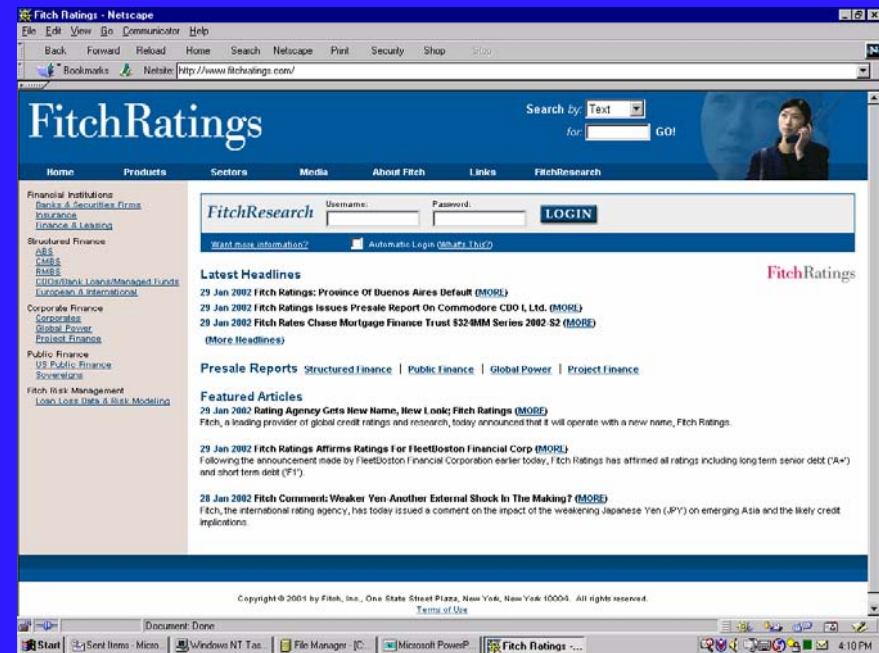 Fitch Ratings - Netscape
File Edit View Go Communicator Help
Back Forward Reload Home Search Netscape Print Security Shop Stop
Bookmarks Netsite: http://www.fitchratings.com/
FitchRatings
Search by: Text
for: GO!
Home Products Sectors Media About Fitch Links FitchResearch
Financial Institutions
Banks & Securities Firms
Insurance
Finance & Leasing
Structured Finance
ABS
CMBS
RMBS
CDOs/Bank Loans/Managed Funds
European & International
Corporate Finance
Corporates
Global Power
Project Finance
Public Finance
US Public Finance
Sovereigns
Fitch Risk Management
Loan Loss Data & Risk Modeling
FitchResearch Username: Password: LOGIN
Want more information? Automatic Login (What's This?)
Latest Headlines
FitchRatings
29 Jan 2002 Fitch Ratings: Province Of Buenos Aires Default (MORE)
29 Jan 2002 Fitch Ratings Issues Presale Report On Commodore CDO I, Ltd. (MORE)
29 Jan 2002 Fitch Rates Chase Mortgage Finance Trust $324MM Series 2002-S2 (MORE)
(More Headlines)
Presale Reports Structured Finance | Public Finance | Global Power | Project Finance
Featured Articles
29 Jan 2002 Rating Agency Gets New Name, New Look; Fitch Ratings (MORE)
Fitch, a leading provider of global credit ratings and research, today announced that it will operate with a new name, Fitch Ratings.
29 Jan 2002 Fitch Ratings Affirms Ratings For FleetBoston Financial Corp (MORE)
Following the announcement made by FleetBoston Financial Corporation earlier today, Fitch Ratings has affirmed all ratings including long term senior debt ('A+')
and short term debt ('F1').
28 Jan 2002 Fitch Comment: Weaker Yen-Another External Shock In The Making? (MORE)
Fitch, the international rating agency, has today issued a comment on the impact of the weakening Japanese Yen (JPY) on emerging Asia and the likely credit
implications.
Copyright © 2001 by Fitch, Inc., One State Street Plaza, New York, New York 10004. All rights reserved.
Terms of Use
Document: Done
Start Sent Items - Micro... Windows NT Tas... File Manager - [C... Microsoft PowerP... Fitch Ratings -... 4:10 PM